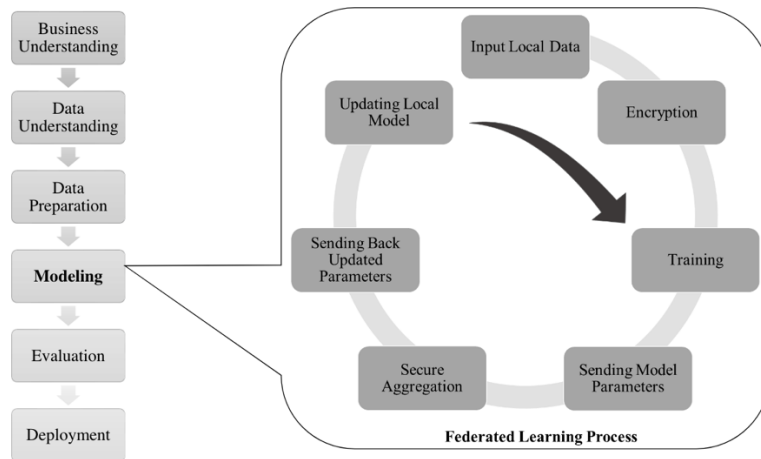 Business
Understanding
Data
Understanding
Data
Preparation
Modeling
Evaluation
Deployment
Input Local Data
Encryption
Training
Sending Model
Parameters
Secure
Aggregation
Sending Back
Updated
Parameters
Updating Local
Model
Federated Learning Process